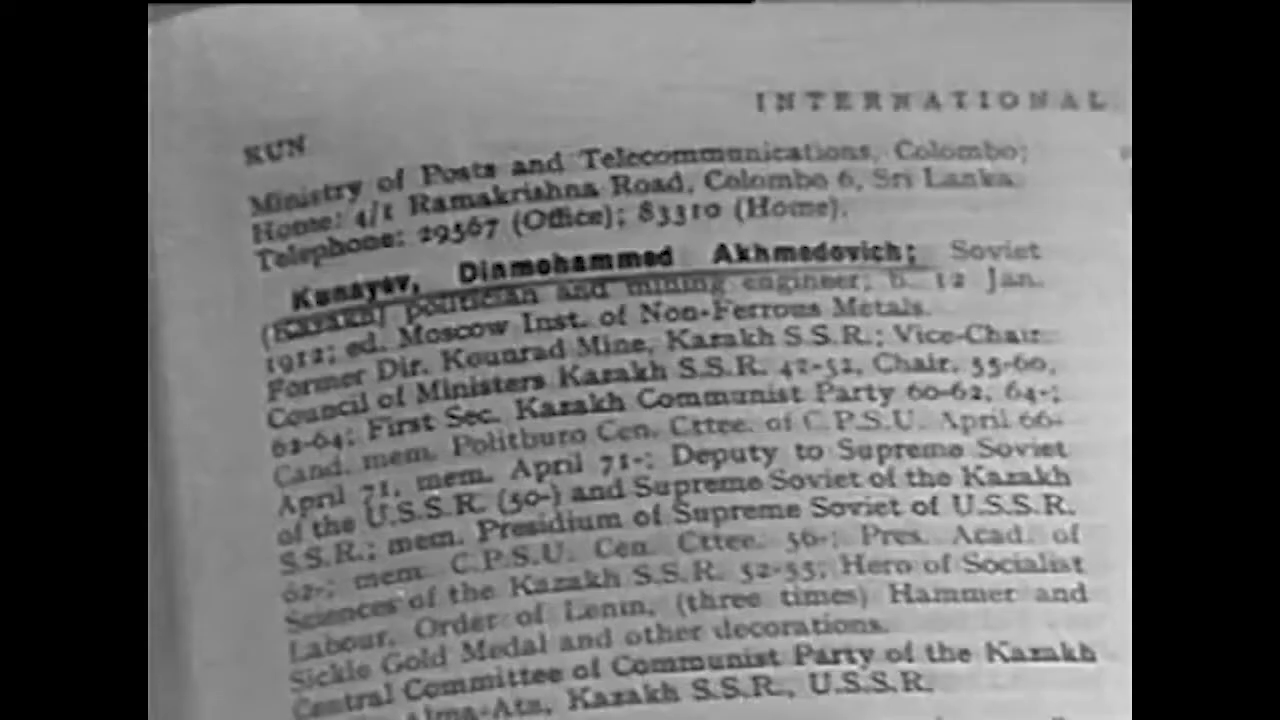 INTERNATIONAL
KUN
Ministry of Posts and Telecommunications, Colombo;
Home: 4/1 Ramakrishna Road, Colombo 6, Sri Lanka.
Telephone: 29567 (Office); 83310 (Home).
Kunayev, Dinmohammed Akhmedovich; Soviet
(Kazakh) politician and mining engineer; b. 12 Jan.
1912; ed. Moscow Inst. of Non-Ferrous Metals.
Former Dir. Kounrad Mine, Kazakh S.S.R.; Vice-Chair.
Council of Ministers Kazakh S.S.R. 42-52, Chair. 55-60,
62-64; First Sec. Kazakh Communist Party 60-62, 64-;
Cand. mem. Politburo Cen. Cttee. of C.P.S.U. April 66-
April 71, mem. April 71-; Deputy to Supreme Soviet
of the U.S.S.R. (50-) and Supreme Soviet of the Kazakh
S.S.R.; mem. Presidium of Supreme Soviet of U.S.S.R.
62-; mem. C.P.S.U. Cen. Cttee. 56-; Pres. Acad. of
Sciences of the Kazakh S.S.R. 52-55; Hero of Socialist
Labour, Order of Lenin, (three times) Hammer and
Sickle Gold Medal and other decorations.
Central Committee of Communist Party of the Kazakh
Alma-Ata, Kazakh S.S.R., U.S.S.R.